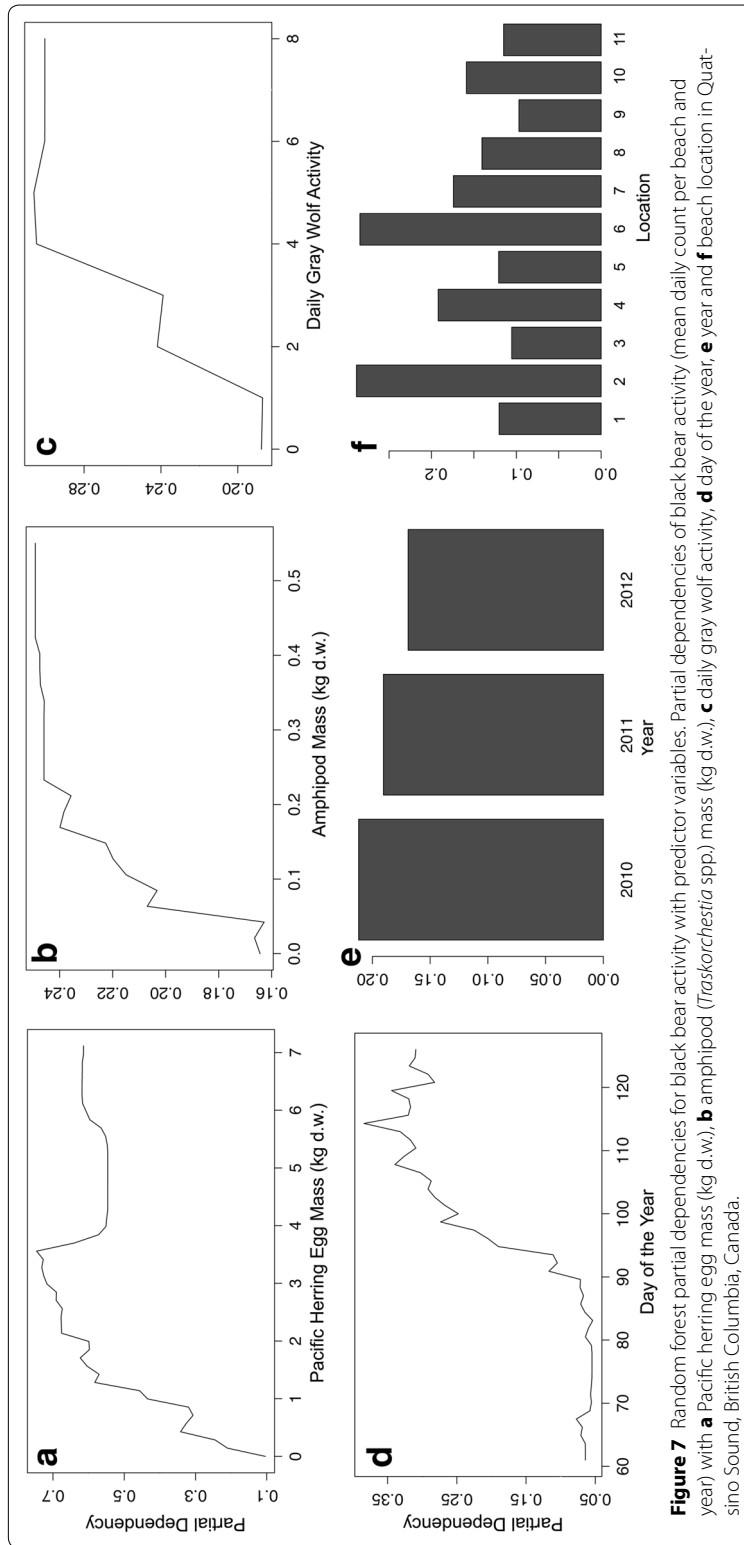 a
0.7
0.5
0.3
0.1
Partial Dependency
0 1 2 3 4 5 6 7
Pacific Herring Egg Mass (kg d.w.)
b
0.24
0.22
0.20
0.18
0.16
0.0 0.1 0.2 0.3 0.4 0.5
Amphipod Mass (kg d.w.)
c
0.28
0.24
0.20
0 2 4 6 8
Daily Gray Wolf Activity
d
0.35
0.25
0.15
0.05
Partial Dependency
60 70 80 90 100 110 120
Day of the Year
e
0.20
0.15
0.10
0.05
0.00
2010 2011 2012
Year
f
0.2
0.1
0.0
1 2 3 4 5 6 7 8 9 10 11
Location
Figure 7 Random forest partial dependencies for black bear activity with predictor variables. Partial dependencies of black bear activity (mean daily count per beach and
year) with a Pacific herring egg mass (kg d.w.), b amphipod (Traskorchestia spp.) mass (kg d.w.), c daily gray wolf activity, d day of the year, e year and f beach location in Quat-
sino Sound, British Columbia, Canada.